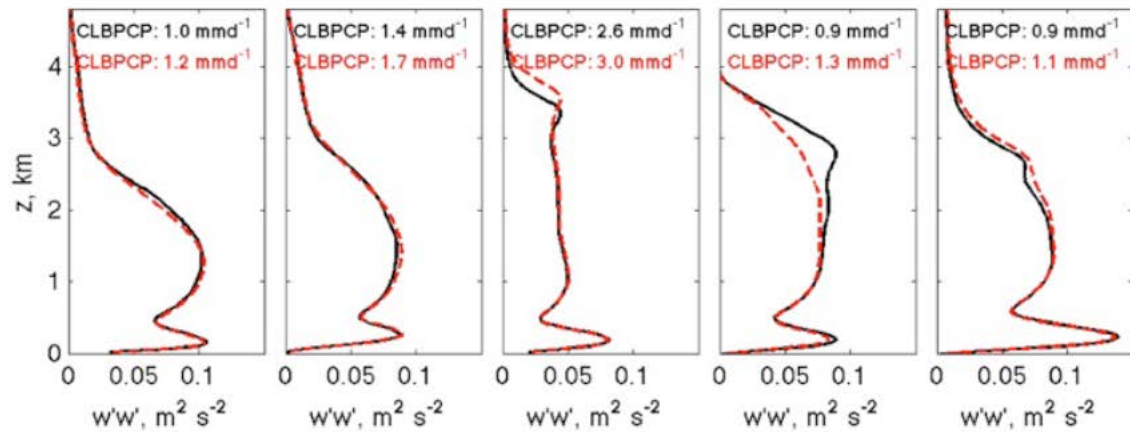 CLBPCP: 1.0 mmd⁻¹ CLBPCP: 1.4 mmd⁻¹ CLBPCP: 2.6 mmd⁻¹ CLBPCP: 0.9 mmd⁻¹ CLBPCP: 0.9 mmd⁻¹
CLBPCP: 1.2 mmd⁻¹ CLBPCP: 1.7 mmd⁻¹ CLBPCP: 3.0 mmd⁻¹ CLBPCP: 1.3 mmd⁻¹ CLBPCP: 1.1 mmd⁻¹
4
3
z, km
2
1
0
0 0.05 0.1 0 0.05 0.1 0 0.05 0.1 0 0.05 0.1 0 0.05 0.1
w'w', m² s⁻² w'w', m² s⁻² w'w', m² s⁻² w'w', m² s⁻² w'w', m² s⁻²